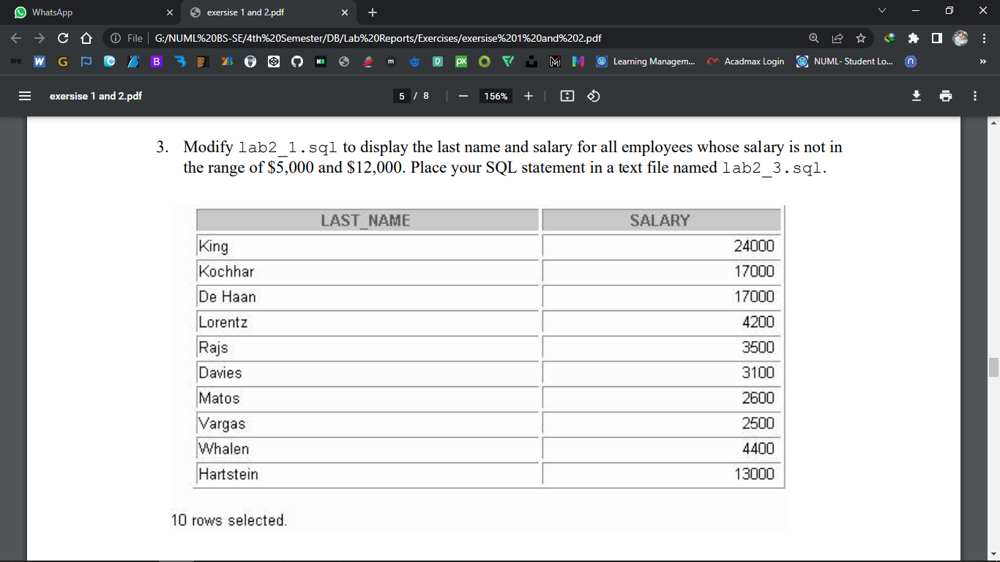 WhatsApp
exersise 1 and 2.pdf
File
G:/NUML%20BS-SE/4th%20Semester/DB/Lab%20Reports/Exercises/exersise%201%20and%202.pdf
Learning Managem...
Acadmax Login
NUML- Student Lo...
exersise 1 and 2.pdf
5 / 8
156%
3. Modify lab2_1.sql to display the last name and salary for all employees whose salary is not in
the range of $5,000 and $12,000. Place your SQL statement in a text file named lab2_3.sql.
LAST_NAME SALARY
King 24000
Kochhar 17000
De Haan 17000
Lorentz 4200
Rajs 3500
Davies 3100
Matos 2600
Vargas 2500
Whalen 4400
Hartstein 13000
10 rows selected.